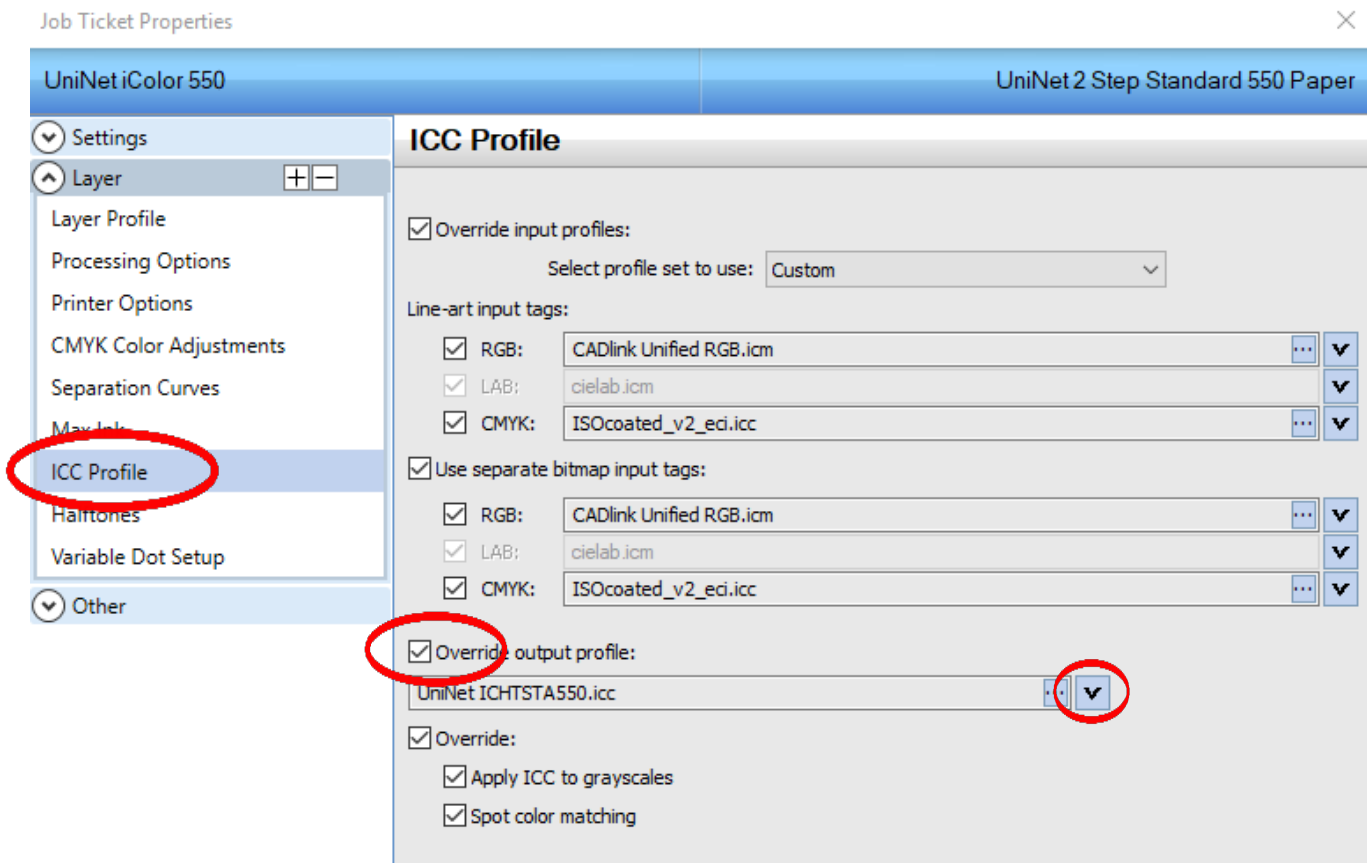 Job Ticket Properties
UniNet iColor 550
UniNet 2 Step Standard 550 Paper
Settings
Layer
Layer Profile
Processing Options
Printer Options
CMYK Color Adjustments
Separation Curves
Max Ink
ICC Profile
Halftones
Variable Dot Setup
Other
ICC Profile
Override input profiles:
Select profile set to use: Custom
Line-art input tags:
RGB: CADlink Unified RGB.icm
LAB: cielab.icm
CMYK: ISOcoated_v2_eci.icc
Use separate bitmap input tags:
RGB: CADlink Unified RGB.icm
LAB: cielab.icm
CMYK: ISOcoated_v2_eci.icc
Override output profile:
UniNet ICHTSTA550.icc
Override:
Apply ICC to grayscales
Spot color matching